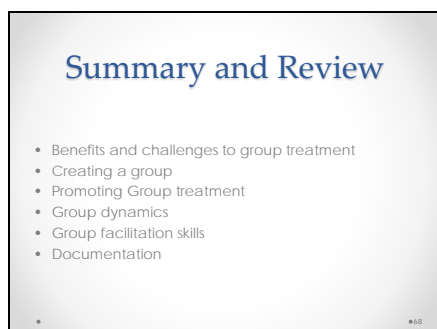 Summary and Review
• Benefits and challenges to group treatment
• Creating a group
• Promoting Group treatment
• Group dynamics
• Group facilitation skills
• Documentation
• •68